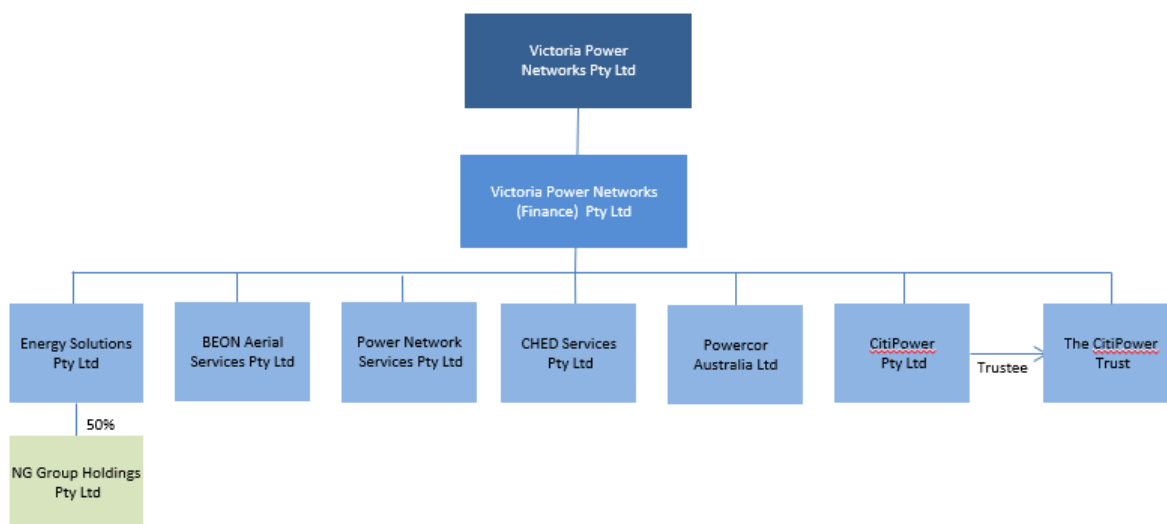 Victoria Power
Networks Pty Ltd
Victoria Power Networks
(Finance) Pty Ltd
Energy Solutions
Pty Ltd
BEON Aerial
Services Pty Ltd
Power Network
Services Pty Ltd
CHED Services
Pty Ltd
Powercor
Australia Ltd
CitiPower
Pty Ltd
Trustee
The CitiPower
Trust
50%
NG Group Holdings
Pty Ltd